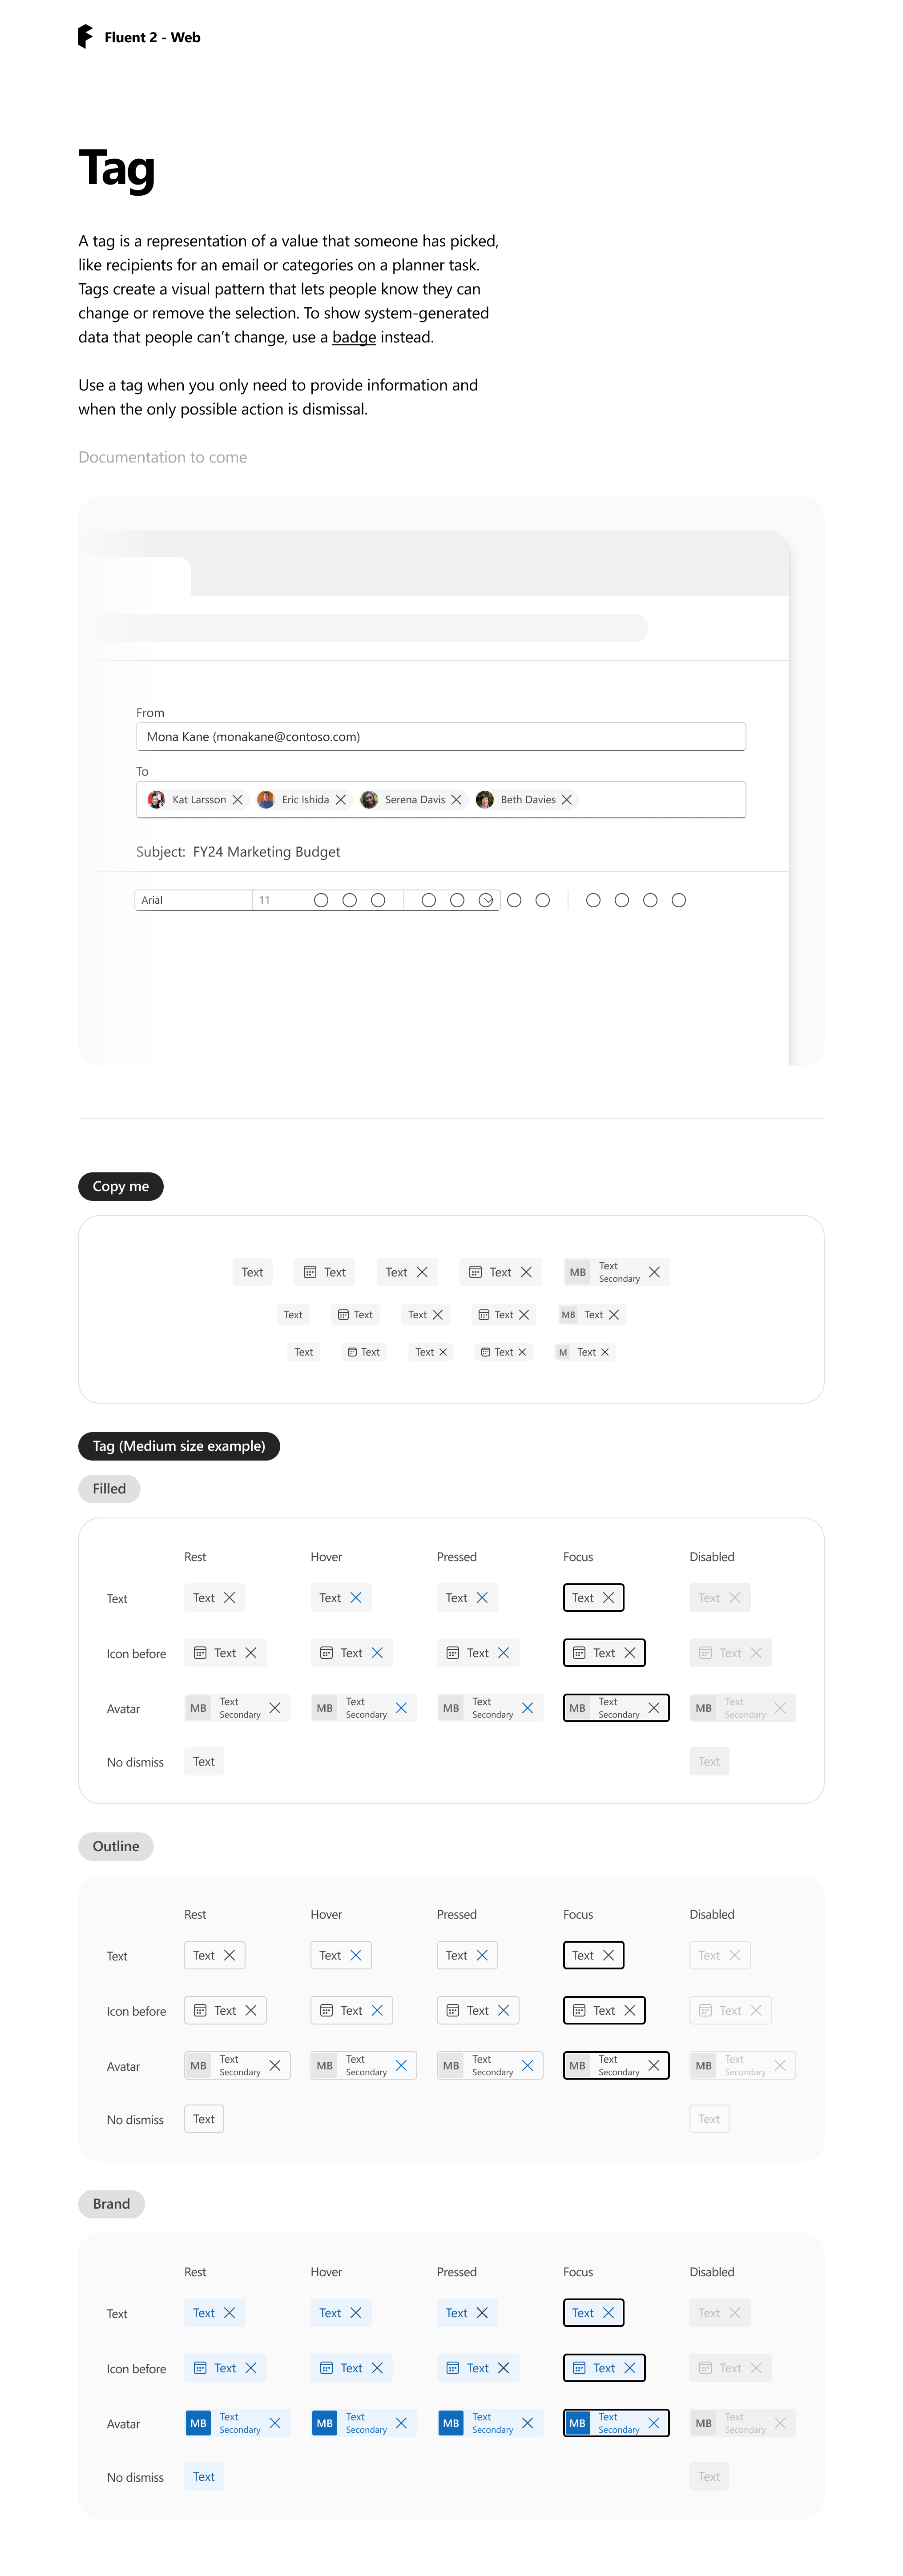 Fluent 2 - Web
Tag
A tag is a representation of a value that someone has picked,
like recipients for an email or categories on a planner task.
Tags create a visual pattern that lets people know they can
change or remove the selection. To show system-generated
data that people can’t change, use a badge instead.
Use a tag when you only need to provide information and
when the only possible action is dismissal.
Documentation to come
From
Mona Kane (monakane@contoso.com)
To
Kat Larsson Eric Ishida Serena Davis Beth Davies
Subject: FY24 Marketing Budget
Arial 11
Copy me
Text Text Text Text MB Text
Secondary
Text Text Text Text MB Text
Text Text Text Text M Text
Tag (Medium size example)
Filled
Rest Hover Pressed Focus Disabled
Text Text Text Text Text Text
Icon before Text Text Text Text Text
Avatar MB Text MB Text MB Text MB Text MB Text
Secondary Secondary Secondary Secondary Secondary
No dismiss Text Text
Outline
Rest Hover Pressed Focus Disabled
Text Text Text Text Text Text
Icon before Text Text Text Text Text
Avatar MB Text MB Text MB Text MB Text MB Text
Secondary Secondary Secondary Secondary Secondary
No dismiss Text Text
Brand
Rest Hover Pressed Focus Disabled
Text Text Text Text Text Text
Icon before Text Text Text Text Text
Avatar MB Text MB Text MB Text MB Text MB Text
Secondary Secondary Secondary Secondary Secondary
No dismiss Text Text